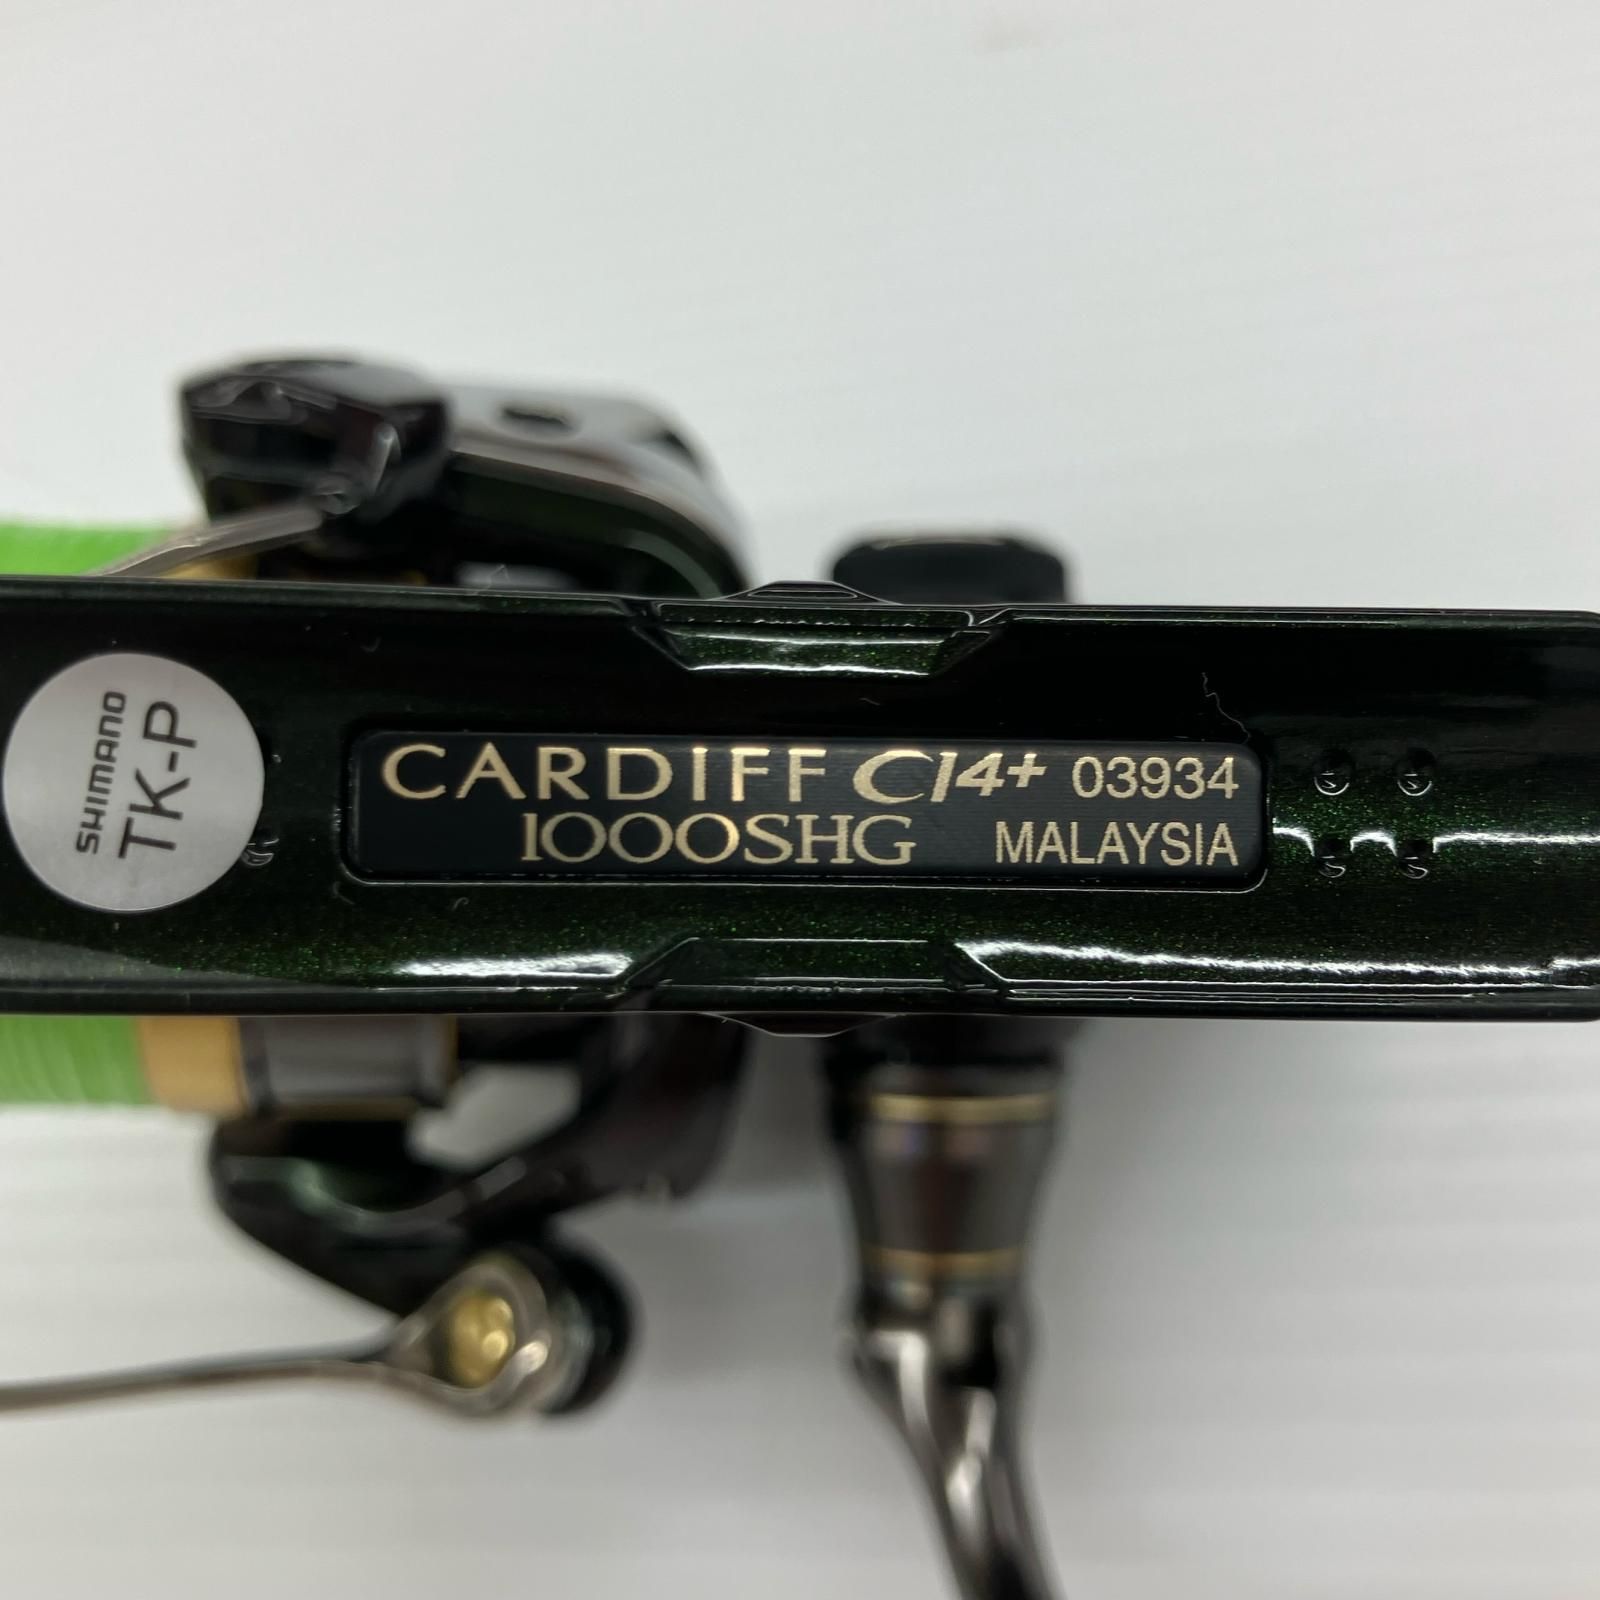 SHIMANO
TK-P
CARDIFF CI4+ 03934
1000SHG MALAYSIA